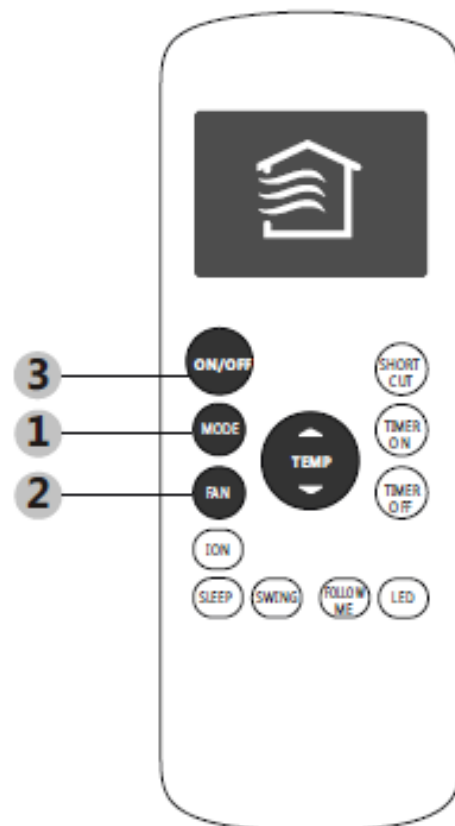 3
ON/OFF
SHORT
CUT
1
MODE
TIMER
ON
TEMP
2
FAN
TIMER
OFF
ION
SLEEP
SWING
FOLLOW
ME
LED